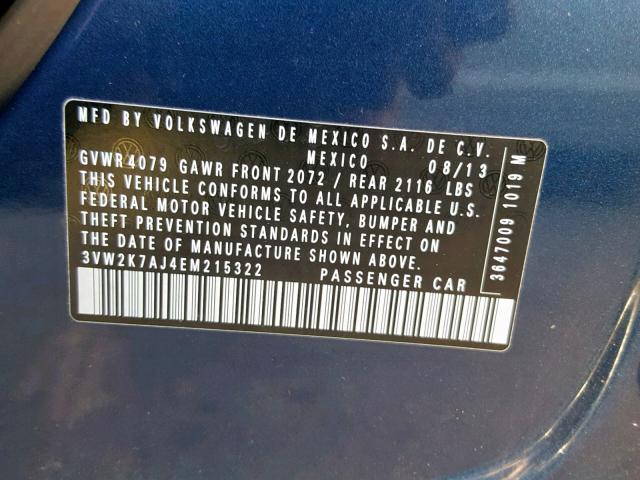 MFD BY VOLKSWAGEN DE MEXICO S.A. DE C.V.
MEXICO 08/13
GVWR4079 GAWR FRONT 2072 / REAR 2116 LBS
THIS VEHICLE CONFORMS TO ALL APPLICABLE U.S.
FEDERAL MOTOR VEHICLE SAFETY, BUMPER AND
THEFT PREVENTION STANDARDS IN EFFECT ON
THE DATE OF MANUFACTURE SHOWN ABOVE.
3VW2K7AJ4EM215322 PASSENGER CAR
3647009 1019 M